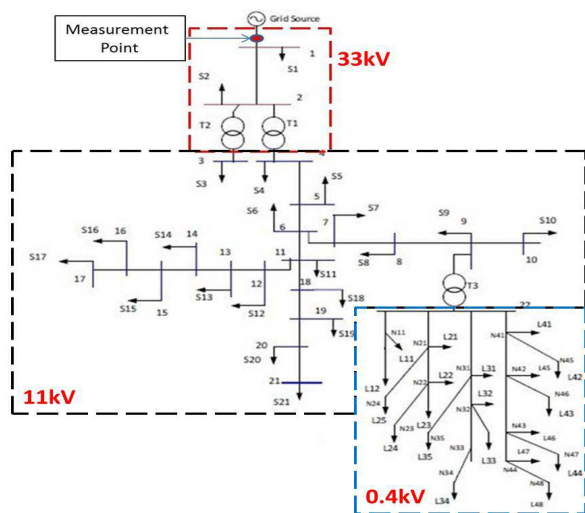 Grid Source
Measurement
Point
1
S1
33kV
S2
2
T2
T1
3
4
S3
S4
S5
5
S6
6
7
S7
S9
9
S10
S16
16
S14
14
S8
8
10
S17
13
11
S11
17
S15
15
S13
12
S12
18
S18
T3
22
19
S19
20
S20
21
S21
11kV
N11
L11
L12
N21
L21
N31
L31
N41
L41
N45
L42
N22
L22
N42
L45
N46
L43
N24
L25
N32
L32
N23
L24
L23
N35
L35
N33
L33
N43
L46
N34
L34
N44
L47
N47
L44
N48
L48
0.4kV